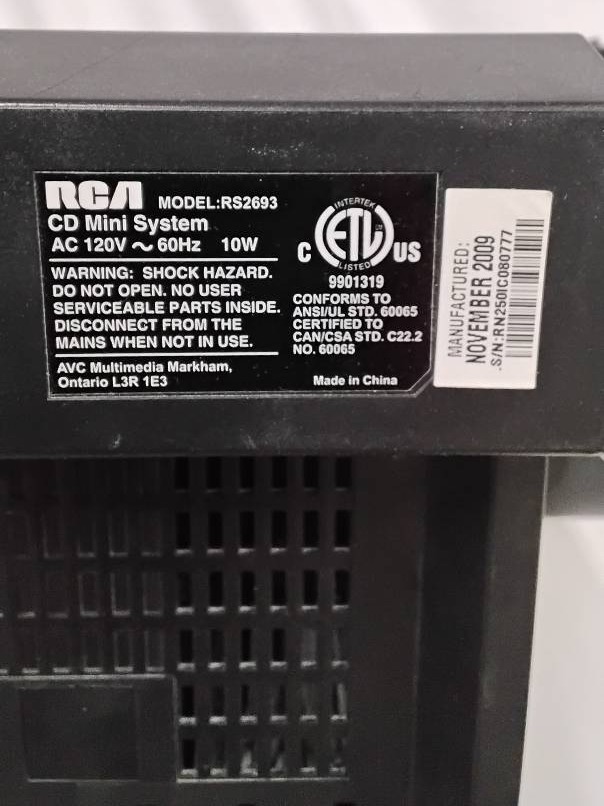 RCA MODEL:RS2693
CD Mini System
AC 120V ~ 60Hz 10W
WARNING: SHOCK HAZARD.
DO NOT OPEN. NO USER
SERVICEABLE PARTS INSIDE.
DISCONNECT FROM THE
MAINS WHEN NOT IN USE.
AVC Multimedia Markham,
Ontario L3R 1E3
INTERTEK
C ETL US
LISTED
9901319
CONFORMS TO
ANSI/UL STD. 60065
CERTIFIED TO
CAN/CSA STD. C22.2
NO. 60065
Made in China
MANUFACTURED:
NOVEMBER 2009
S/N:RN250IC080777